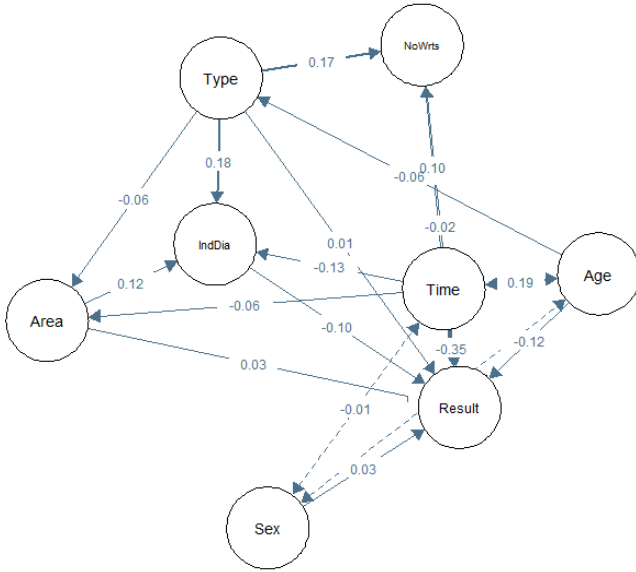 NoWrts
0.17
Type
0.18
0.10
-0.06
-0.06
-0.02
0.01
IndDia
-0.13
0.12
Time
0.19
Age
-0.06
Area
-0.10
-0.35
-0.12
0.03
-0.01
Result
0.03
Sex